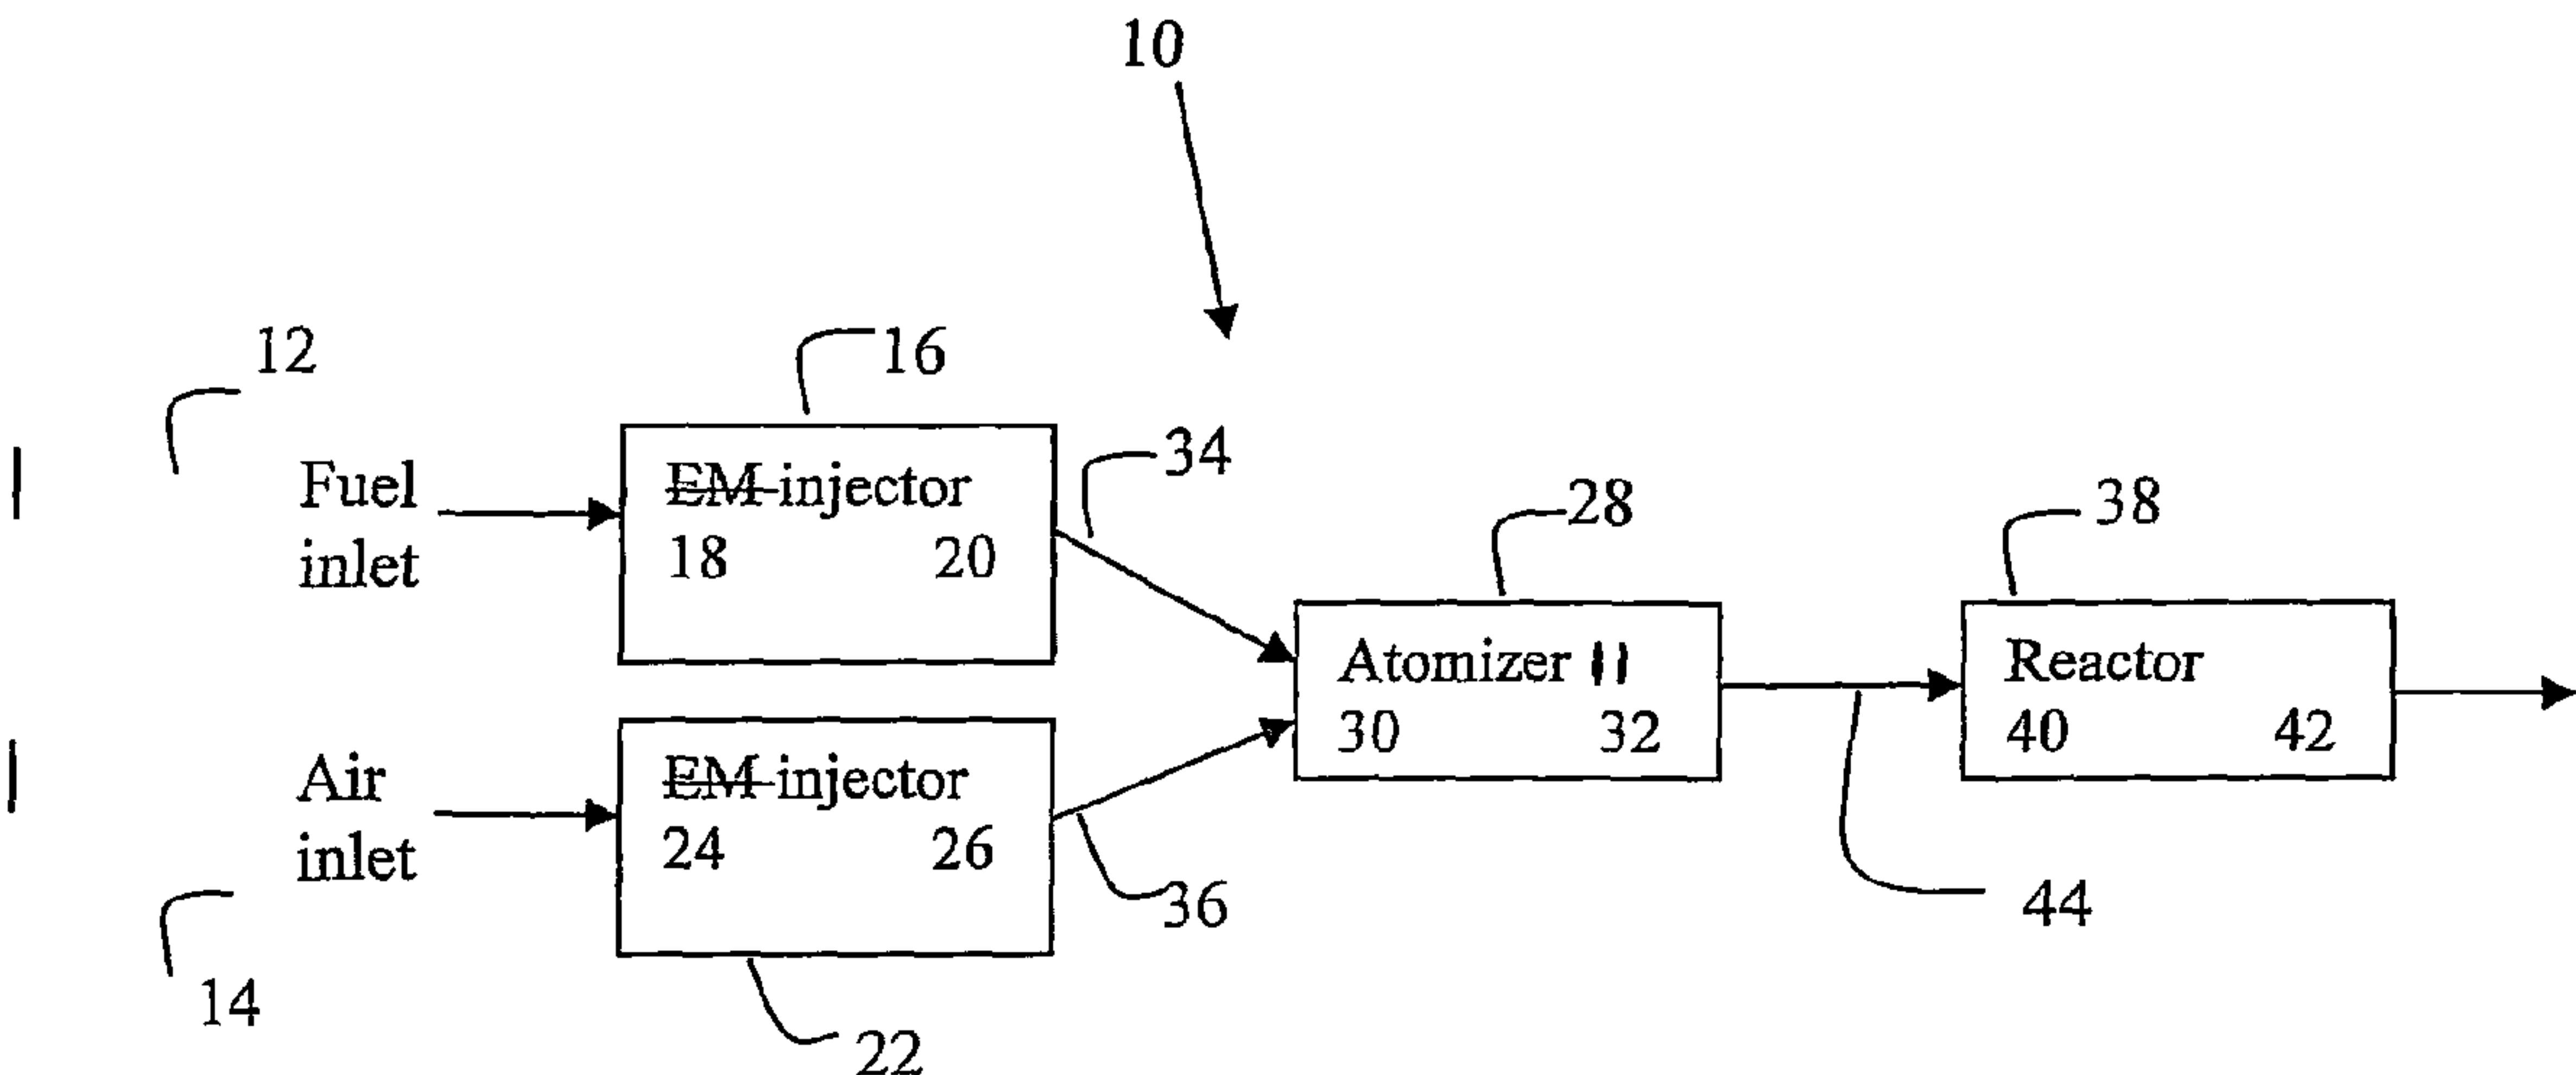 10
12
16
34
Fuel
inlet
EM injector
18 20
28
38
Atomizer
30 32
Reactor
40 42
Air
inlet
EM injector
24 26
36
44
14
22